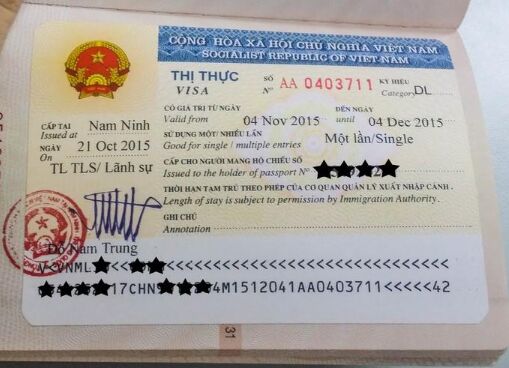 CỘNG HÒA XÃ HỘI CHỦ NGHĨA VIỆT NAM
SOCIALIST REPUBLIC OF VIET NAM
THỊ THỰC
VISA
SỐ
Nº
AA 0403711
KÝ HIỆU
Category DL
CÓ GIÁ TRỊ TỪ NGÀY
Valid from 04 Nov 2015
ĐẾN NGÀY
until 04 Dec 2015
CẤP TẠI
Issued at Nam Ninh
NGÀY
On 21 Oct 2015
TL TLS/ Lãnh sự
SỬ DỤNG MỘT/ NHIỀU LẦN
Good for single / multiple entries Một lần/Single
CẤP CHO NGƯỜI MANG HỘ CHIẾU SỐ
Issued to the holder of passport Nº
THỜI HẠN TẠM TRÚ THEO PHÉP CỦA CƠ QUAN QUẢN LÝ XUẤT NHẬP CẢNH .
Length of stay is subject to permission by Immigration Authority.
GHI CHÚ
Annotation
Đỗ Nam Trung
V<VNML
17CHN 4M1512041AA0403711<<<<<42
31